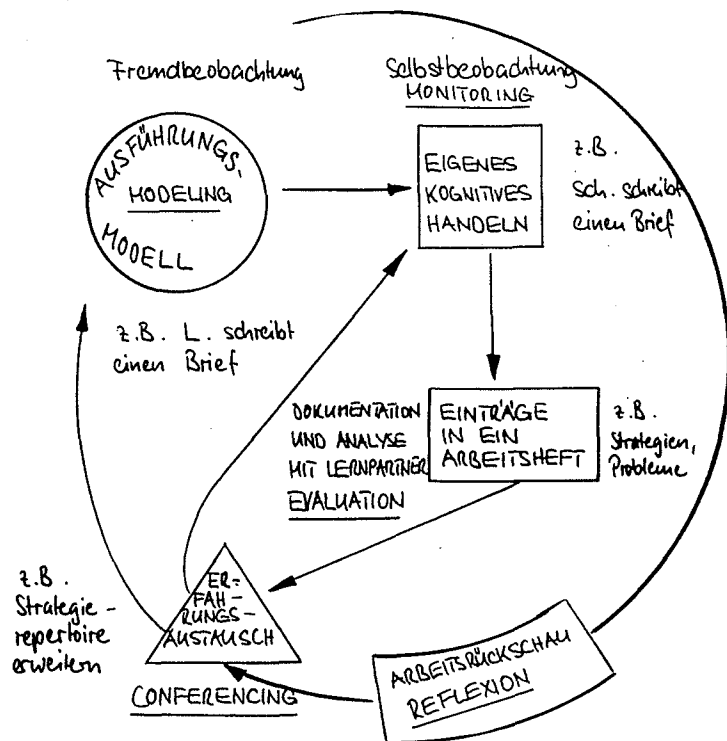 Fremdbeobachtung
Selbstbeobachtung
MONITORING
AUSFÜHRUNGS-
MODELING
MODELL
EIGENES
KOGNITIVES
HANDELN
z.B.
Sch. schreibt
einen Brief
z.B. L. schreibt
einen Brief
DOKUMENTATION
UND ANALYSE
MIT LERNPARTNER
EVALUATION
EINTRÄGE
IN EIN
ARBEITSHEFT
z.B.
Strategien,
Probleme
z.B.
Strategie-
repertoire
erweitern
ER=
FAH-
RUNGS-
AUSTAUSCH
CONFERENCING
ARBEITSRÜCKSCHAU
REFLEXION